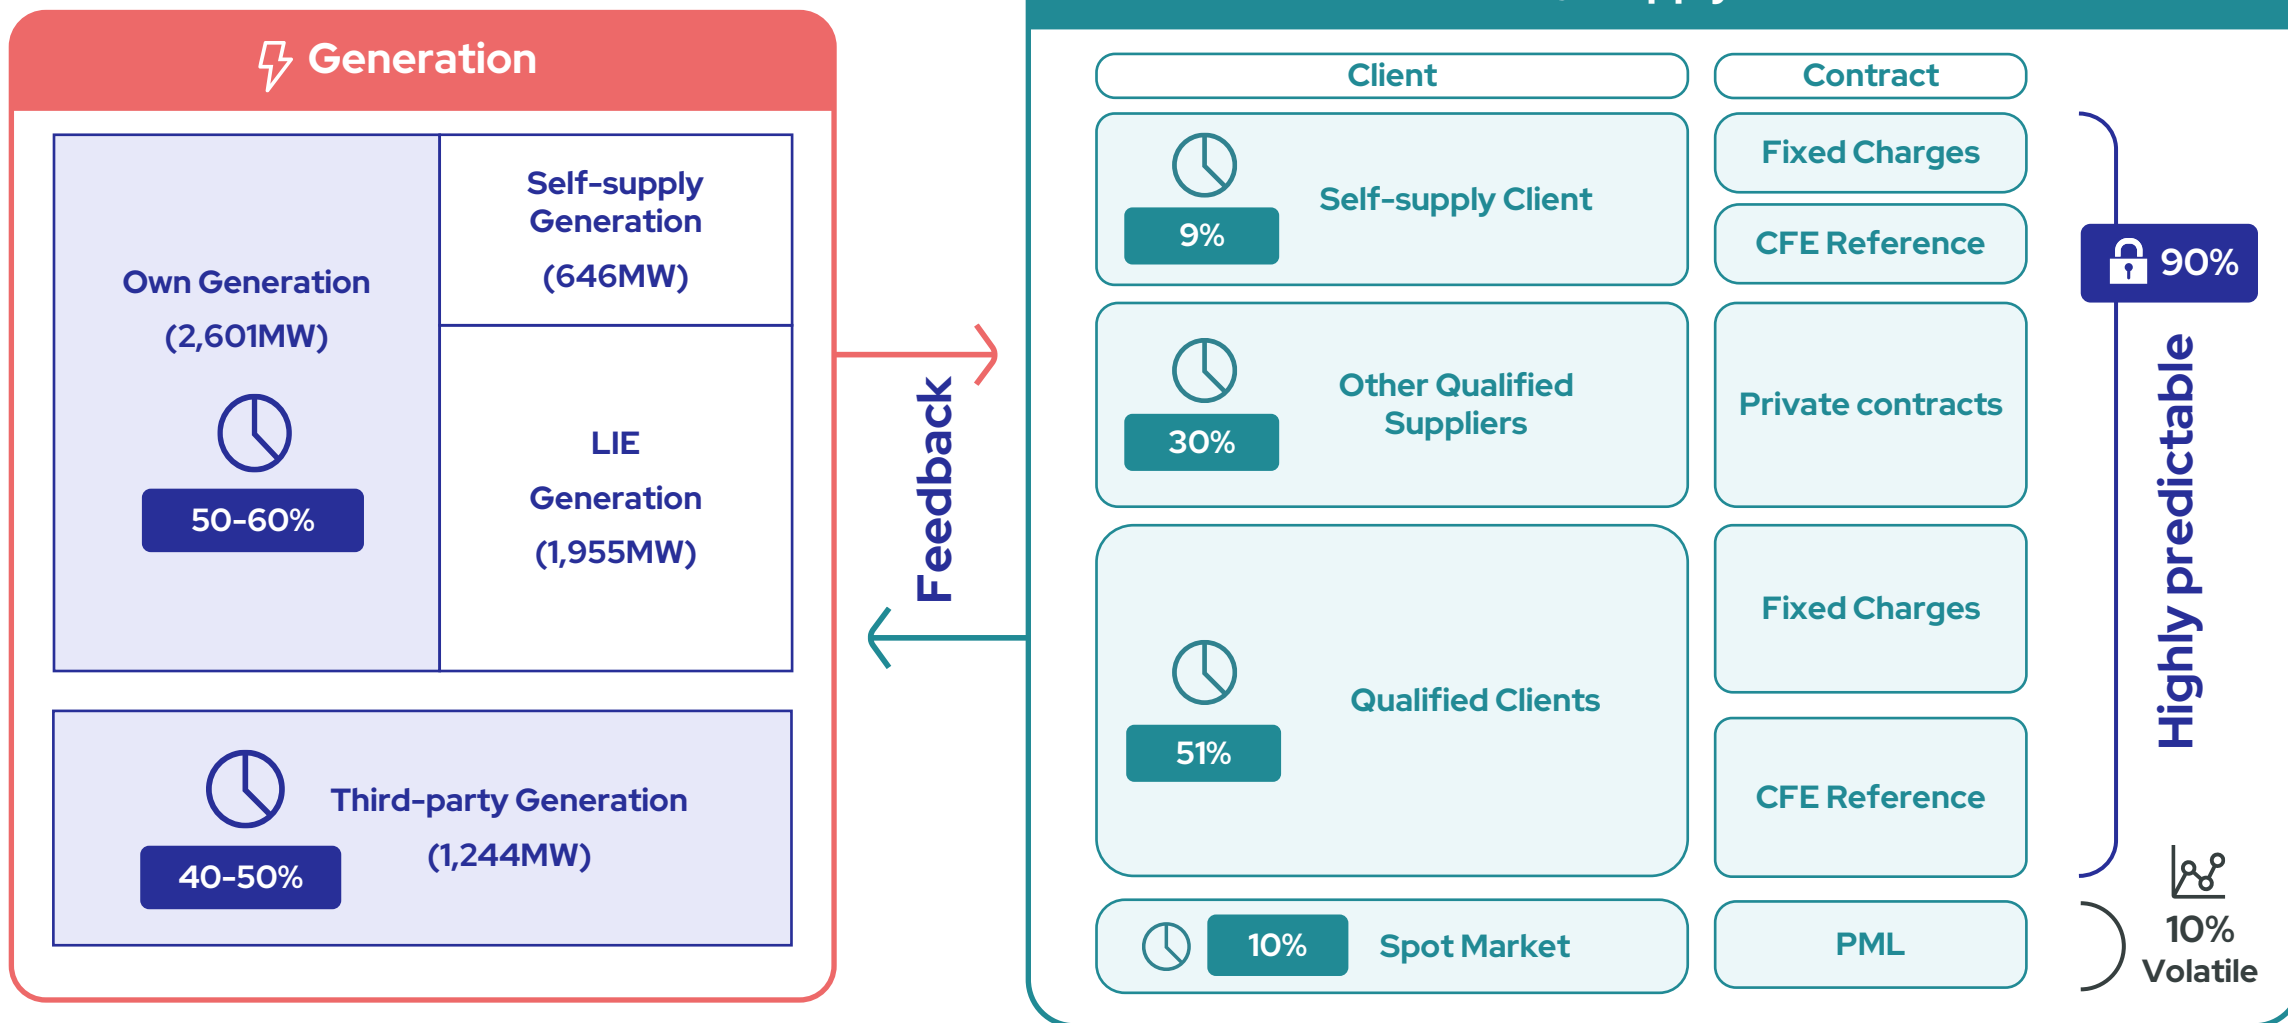 Generation
Own Generation
(2,601MW)
50-60%
Self-supply
Generation
(646MW)
LIE
Generation
(1,955MW)
Third-party Generation
(1,244MW)
40-50%
Feedback
Client
Contract
9%
Self-supply Client
Fixed Charges
CFE Reference
30%
Other Qualified
Suppliers
Private contracts
51%
Qualified Clients
Fixed Charges
CFE Reference
10%
Spot Market
PML
90%
Highly predictable
10%
Volatile